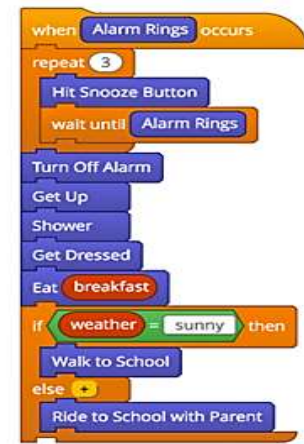 when Alarm Rings occurs
repeat 3
Hit Snooze Button
wait until Alarm Rings
Turn Off Alarm
Get Up
Shower
Get Dressed
Eat breakfast
if weather = sunny then
Walk to School
else +
Ride to School with Parent